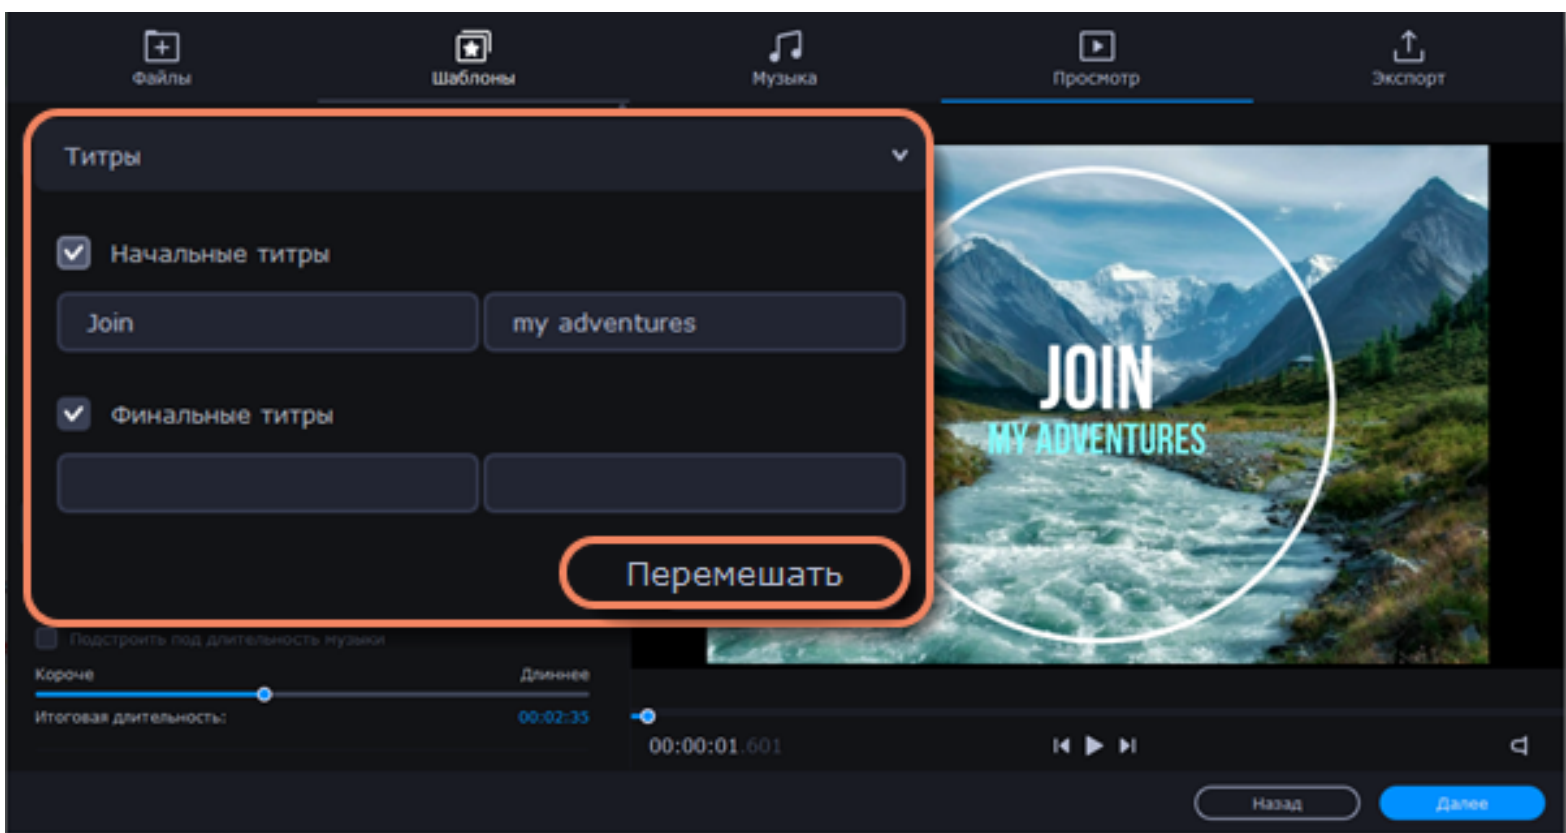 Файлы
Шаблоны
Музыка
Просмотр
Экспорт
Титры
Начальные титры
Join
my adventures
Финальные титры
Перемешать
Подстроить под длительность музыки
Короче
Длиннее
Итоговая длительность:
00:02:35
JOIN
MY ADVENTURES
00:00:01.601
Назад
Далее